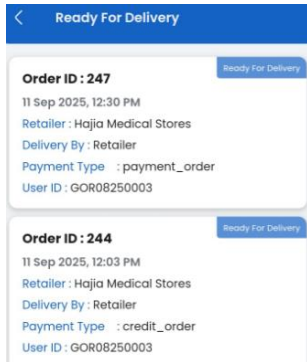 Ready For Delivery
Ready For Delivery
Order ID : 247
11 Sep 2025, 12:30 PM
Retailer : Hajia Medical Stores
Delivery By : Retailer
Payment Type : payment_order
User ID : GOR08250003
Ready For Delivery
Order ID : 244
11 Sep 2025, 12:03 PM
Retailer : Hajia Medical Stores
Delivery By : Retailer
Payment Type : credit_order
User ID : GOR08250003